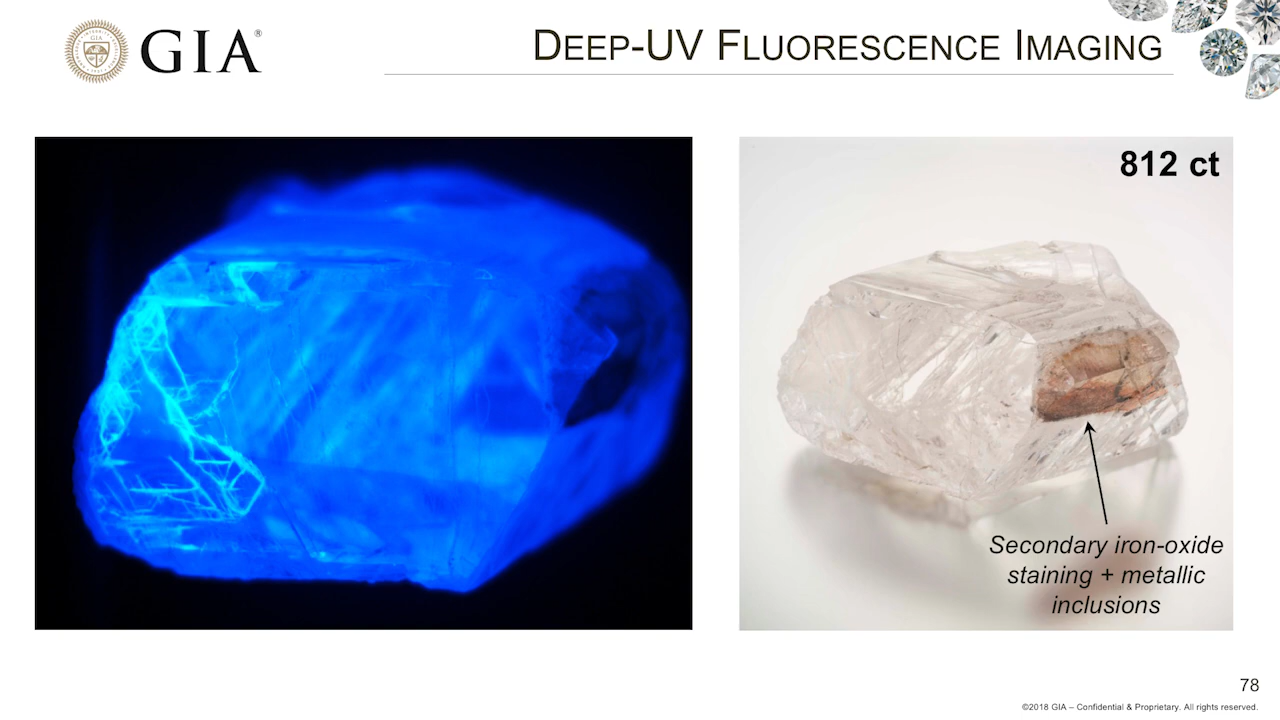 GIA®
DEEP-UV FLUORESCENCE IMAGING
812 ct
Secondary iron-oxide
staining + metallic
inclusions
78
©2018 GIA – Confidential & Proprietary. All rights reserved.